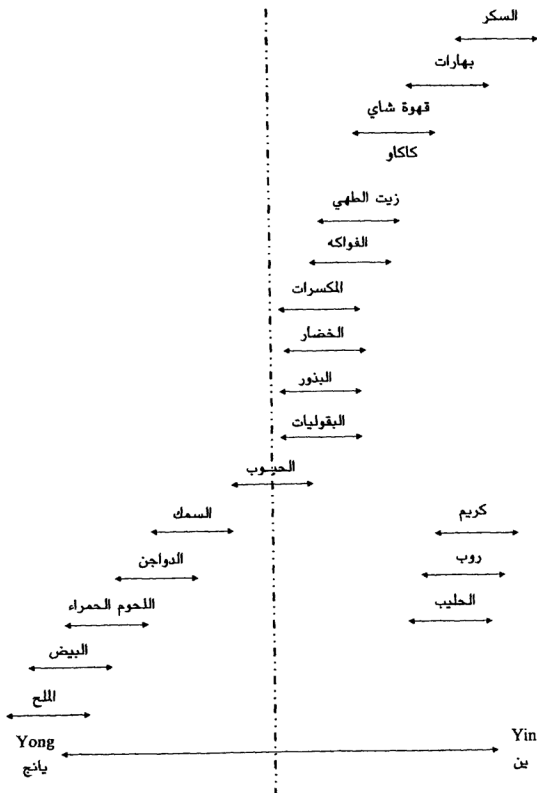 السكر
بهارات
قهوة شاي
كاكاو
زيت الطهي
الفواكه
المكسرات
الخضار
البذور
البقوليات
الحبوب
السمك
كريم
الدواجن
روب
اللحوم الحمراء
الحليب
البيض
الملح
Yong
Yin
يانج
ين